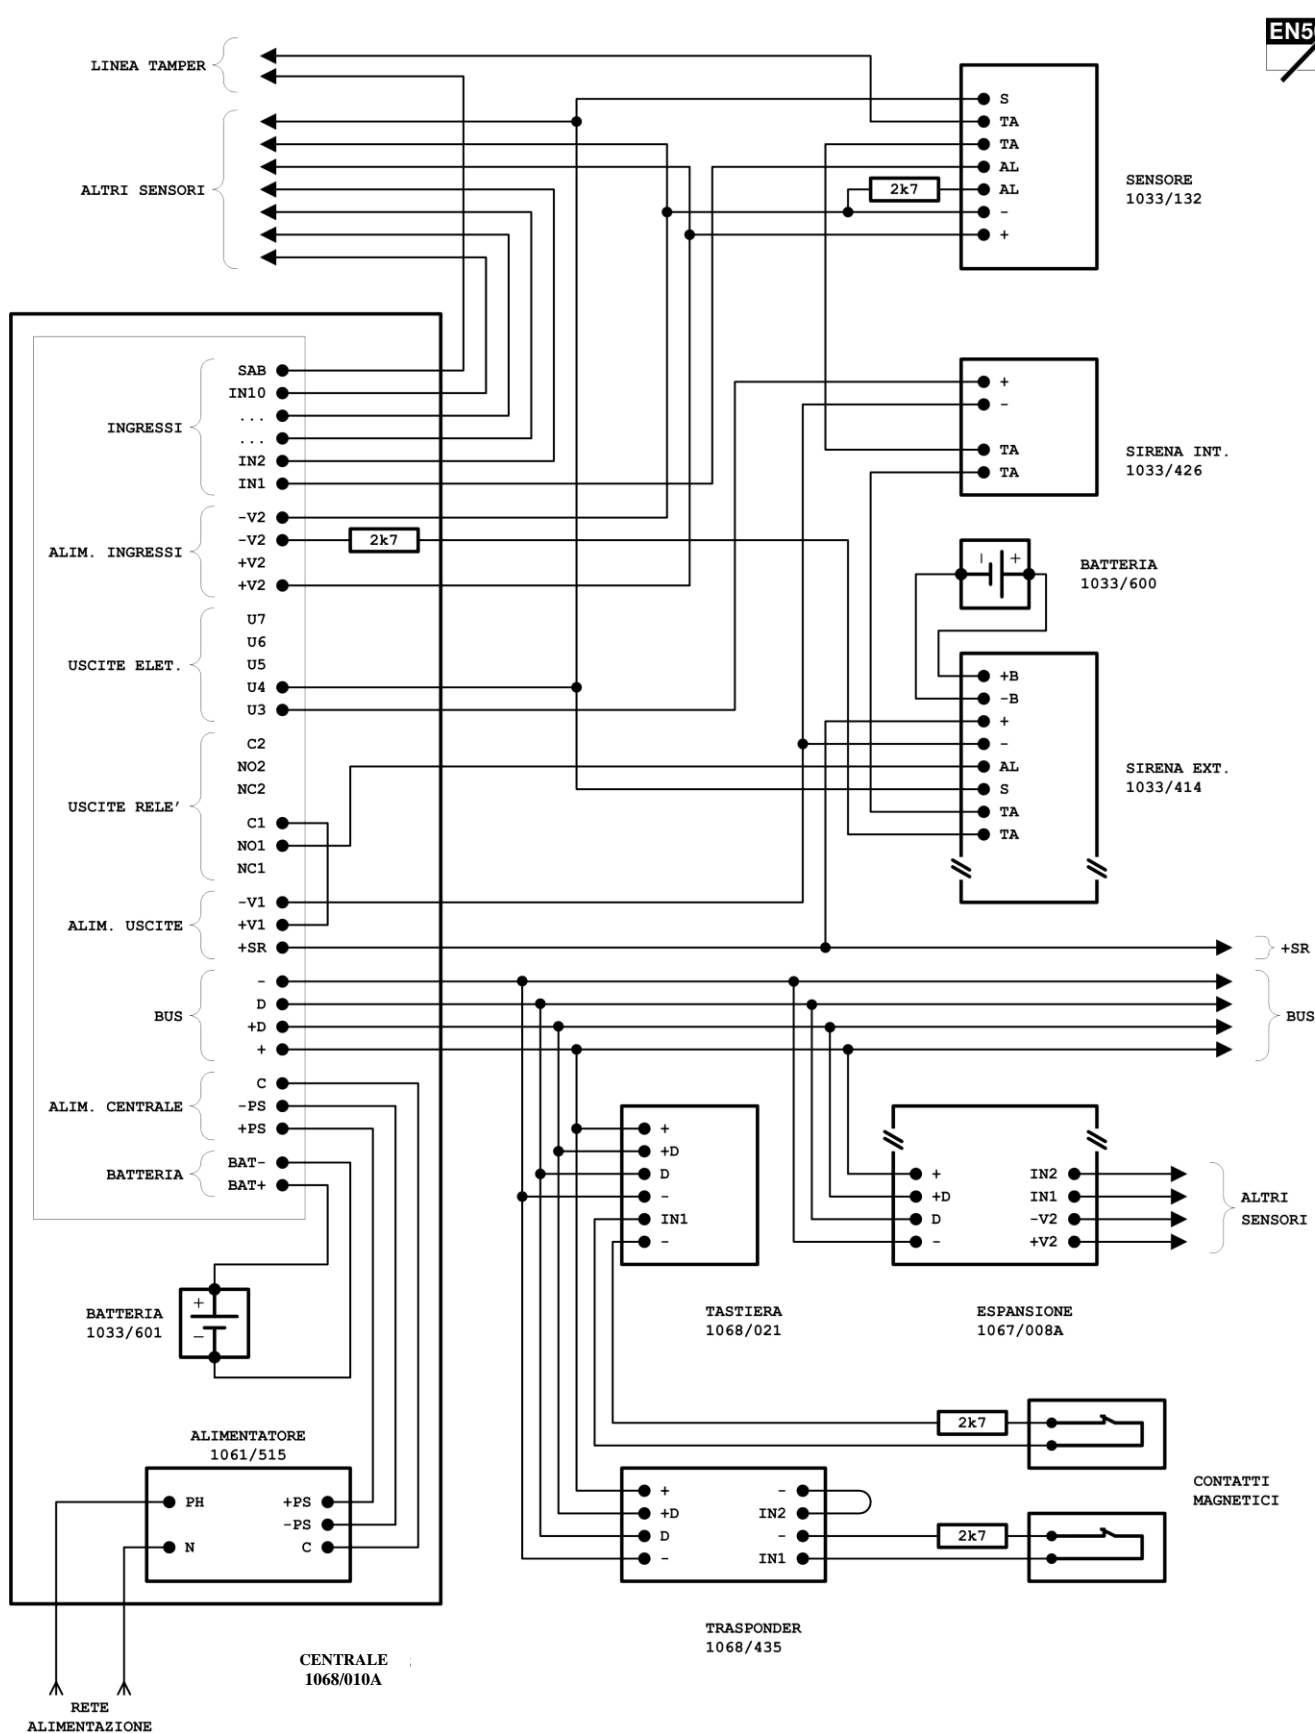 EN5
LINEA TAMPER
S
TA
TA
AL
2k7
AL
-
+
SENSORE
1033/132
ALTRI SENSORI
SAB
IN10
...
...
IN2
IN1
INGRESSI
+
-
TA
TA
SIRENA INT.
1033/426
-V2
-V2
2k7
+V2
+V2
ALIM. INGRESSI
- +
BATTERIA
1033/600
U7
U6
U5
U4
U3
USCITE ELET.
+B
-B
+
-
AL
S
TA
TA
SIRENA EXT.
1033/414
C2
NO2
NC2
USCITE RELE'
C1
NO1
NC1
-V1
+V1
+SR
ALIM. USCITE
+SR
-
D
+D
+
BUS
BUS
C
-PS
+PS
ALIM. CENTRALE
BAT-
BAT+
BATTERIA
+
+D
D
-
IN1
-
TASTIERA
1068/021
+
+D
D
-
IN2
IN1
-V2
+V2
ESPANSIONE
1067/008A
ALTRI
SENSORI
+
-
BATTERIA
1033/601
2k7
CONTATTI
MAGNETICI
ALIMENTATORE
1061/515
PH
N
+PS
-PS
C
+
+D
D
-
-
IN2
-
IN1
2k7
TRASPONDER
1068/435
CENTRALE
1068/010A
RETE
ALIMENTAZIONE